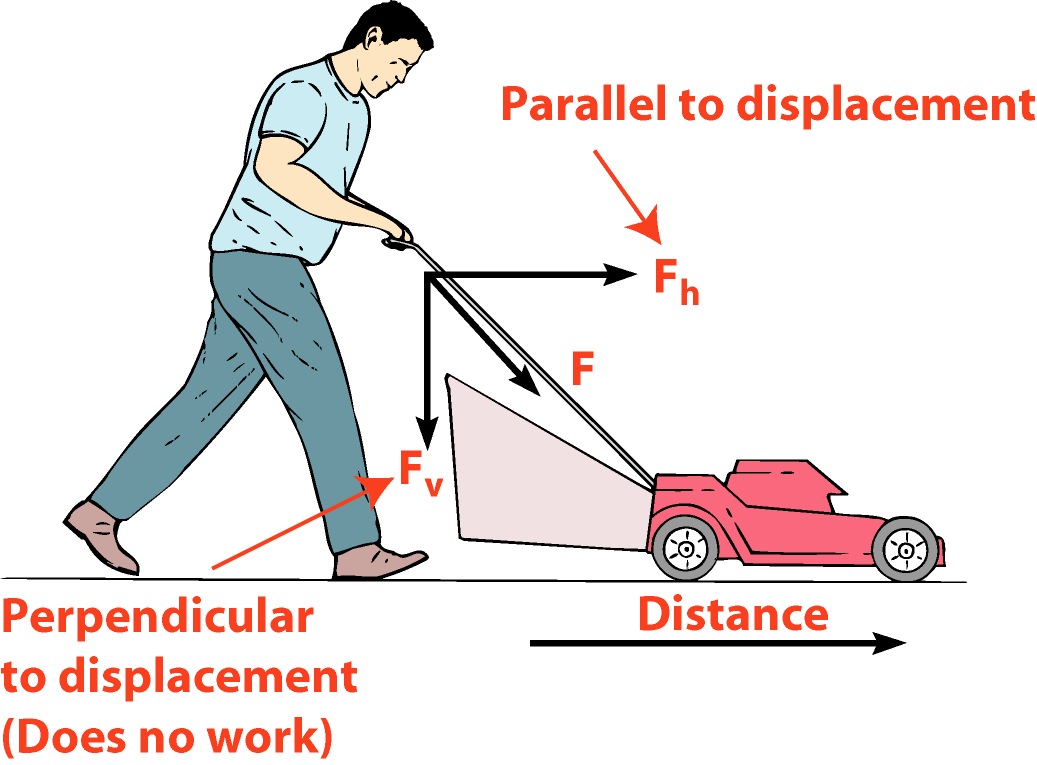 Parallel to displacement
Fh
F
Fv
Distance
Perpendicular
to displacement
(Does no work)